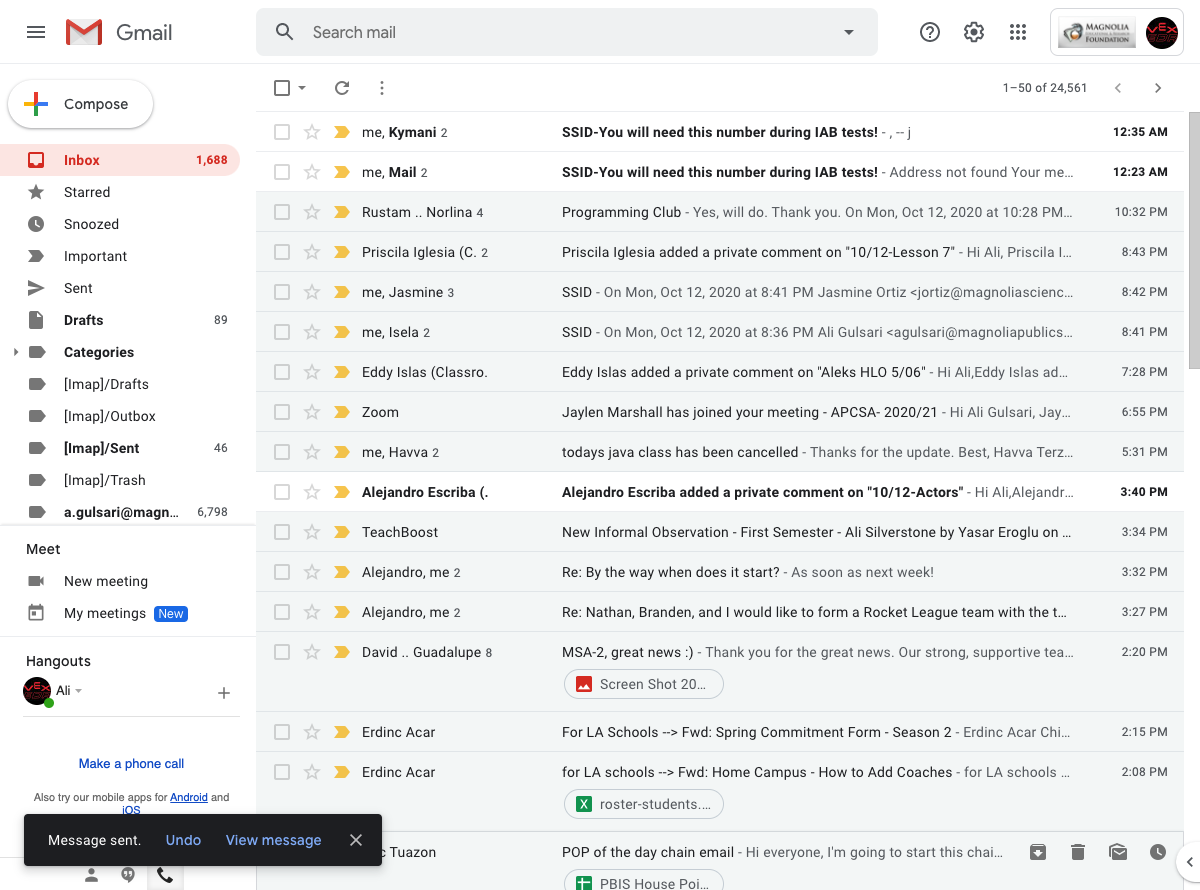 Gmail
Search mail
MAGNOLIA
FOUNDATION
Compose
1–50 of 24,561
Inbox 1,688
Starred
Snoozed
Important
Sent
Drafts 89
Categories
[Imap]/Drafts
[Imap]/Outbox
[Imap]/Sent 46
[Imap]/Trash
a.gulsari@magn... 6,798
Meet
New meeting
My meetings New
Hangouts
Ali
Make a phone call
Also try our mobile apps for Android and
iOS
Message sent. Undo View message
me, Kymani 2 SSID-You will need this number during IAB tests! - , -- j 12:35 AM
me, Mail 2 SSID-You will need this number during IAB tests! - Address not found Your me... 12:23 AM
Rustam .. Norlina 4 Programming Club - Yes, will do. Thank you. On Mon, Oct 12, 2020 at 10:28 PM... 10:32 PM
Priscila Iglesia (C. 2 Priscila Iglesia added a private comment on "10/12-Lesson 7" - Hi Ali, Priscila I... 8:43 PM
me, Jasmine 3 SSID - On Mon, Oct 12, 2020 at 8:41 PM Jasmine Ortiz <jortiz@magnoliascienc... 8:42 PM
me, Isela 2 SSID - On Mon, Oct 12, 2020 at 8:36 PM Ali Gulsari <agulsari@magnoliapublics... 8:41 PM
Eddy Islas (Classro. Eddy Islas added a private comment on "Aleks HLO 5/06" - Hi Ali,Eddy Islas ad... 7:28 PM
Zoom Jaylen Marshall has joined your meeting - APCSA- 2020/21 - Hi Ali Gulsari, Jay... 6:55 PM
me, Havva 2 todays java class has been cancelled - Thanks for the update. Best, Havva Terz... 5:31 PM
Alejandro Escriba (. Alejandro Escriba added a private comment on "10/12-Actors" - Hi Ali,Alejandr... 3:40 PM
TeachBoost New Informal Observation - First Semester - Ali Silverstone by Yasar Eroglu on ... 3:34 PM
Alejandro, me 2 Re: By the way when does it start? - As soon as next week! 3:32 PM
Alejandro, me 2 Re: Nathan, Branden, and I would like to form a Rocket League team with the t... 3:27 PM
David .. Guadalupe 8 MSA-2, great news :) - Thank you for the great news. Our strong, supportive tea... 2:20 PM
Screen Shot 20...
Erdinc Acar For LA Schools --> Fwd: Spring Commitment Form - Season 2 - Erdinc Acar Chi... 2:15 PM
Erdinc Acar for LA schools --> Fwd: Home Campus - How to Add Coaches - for LA schools ... 2:08 PM
roster-students....
c Tuazon POP of the day chain email - Hi everyone, I'm going to start this chai...
PBIS House Poi...